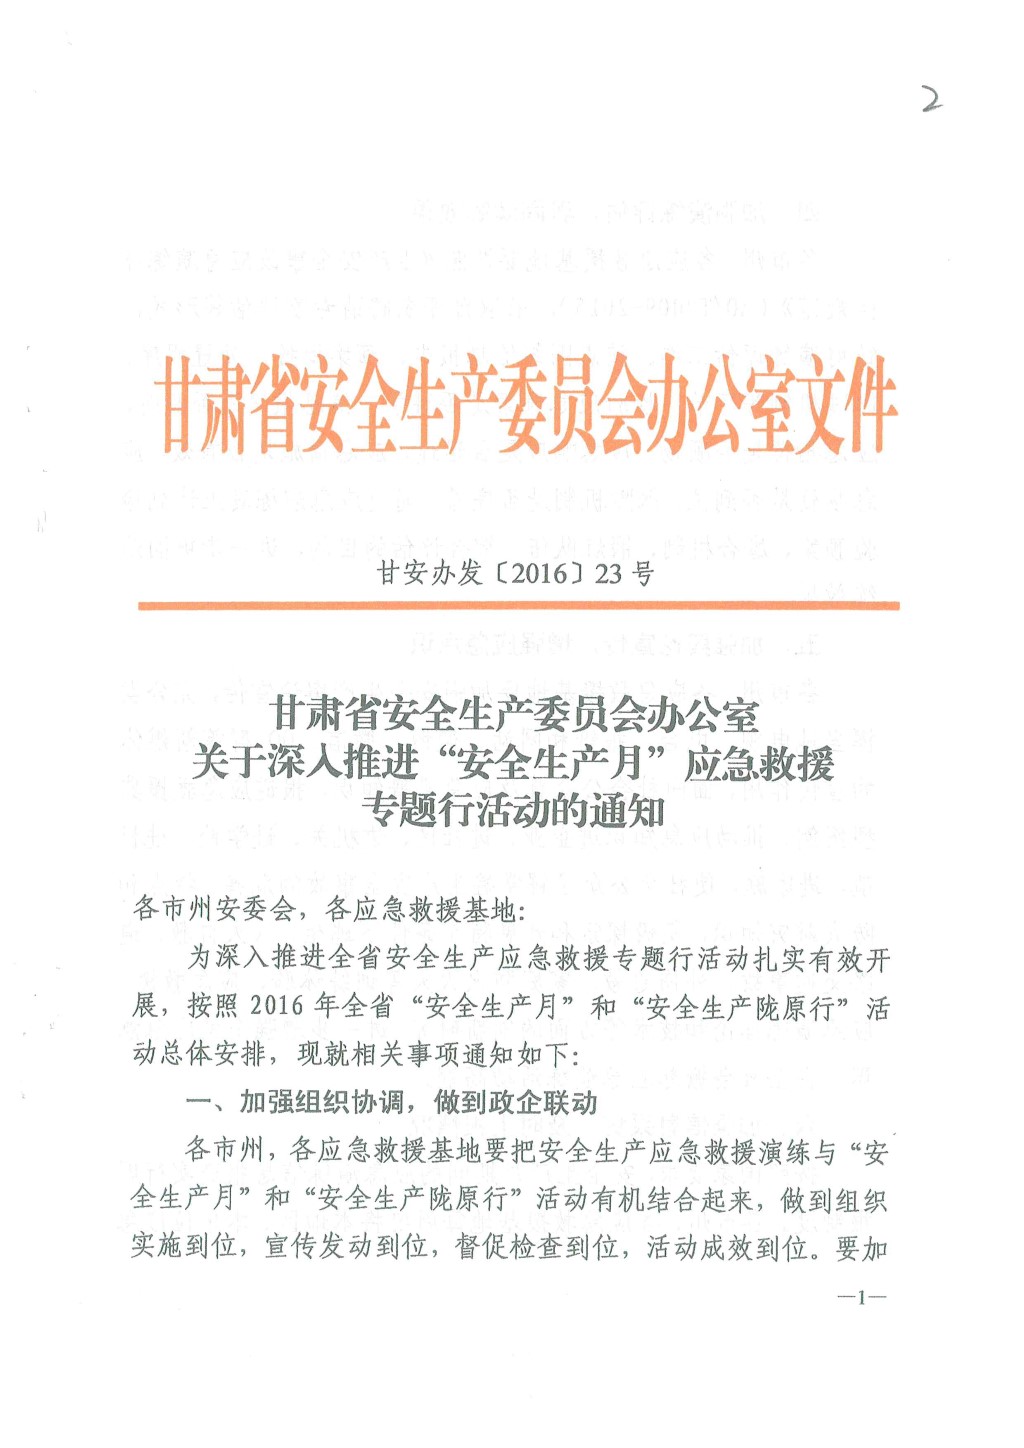 2
甘肃省安全生产委员会办公室文件
甘安办发〔2016〕23号
甘肃省安全生产委员会办公室
关于深入推进“安全生产月”应急救援
专题行活动的通知
各市州安委会，各应急救援基地：
为深入推进全省安全生产应急救援专题行活动扎实有效开
展，按照 2016 年全省“安全生产月”和“安全生产陇原行”活
动总体安排，现就相关事项通知如下：
一、加强组织协调，做到政企联动
各市州，各应急救援基地要把安全生产应急救援演练与“安
全生产月”和“安全生产陇原行”活动有机结合起来，做到组织
实施到位，宣传发动到位，督促检查到位，活动成效到位。要加
—1—